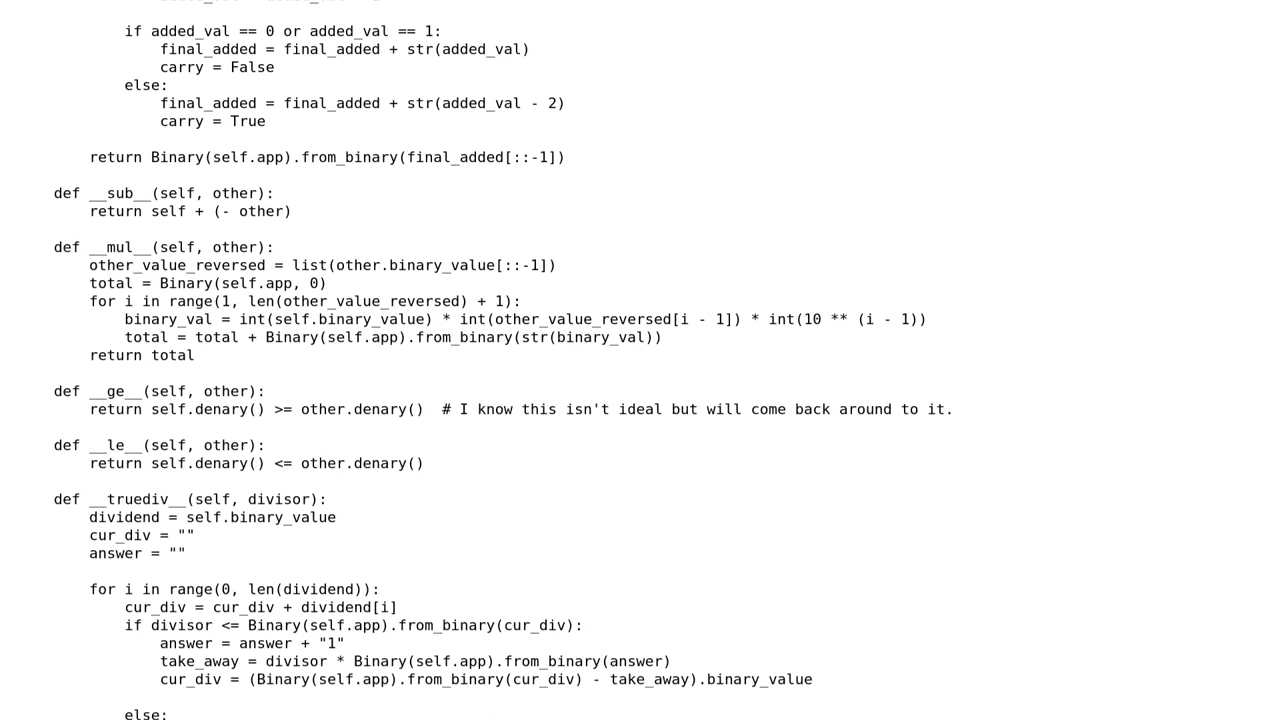 if added_val == 0 or added_val == 1:
final_added = final_added + str(added_val)
carry = False
else:
final_added = final_added + str(added_val - 2)
carry = True
return Binary(self.app).from_binary(final_added[::-1])
def __sub__(self, other):
return self + (- other)
def __mul__(self, other):
other_value_reversed = list(other.binary_value[::-1])
total = Binary(self.app, 0)
for i in range(1, len(other_value_reversed) + 1):
binary_val = int(self.binary_value) * int(other_value_reversed[i - 1]) * int(10 ** (i - 1))
total = total + Binary(self.app).from_binary(str(binary_val))
return total
def __ge__(self, other):
return self.denary() >= other.denary()  # I know this isn't ideal but will come back around to it.
def __le__(self, other):
return self.denary() <= other.denary()
def __truediv__(self, divisor):
dividend = self.binary_value
cur_div = ""
answer = ""
for i in range(0, len(dividend)):
cur_div = cur_div + dividend[i]
if divisor <= Binary(self.app).from_binary(cur_div):
answer = answer + "1"
take_away = divisor * Binary(self.app).from_binary(answer)
cur_div = (Binary(self.app).from_binary(cur_div) - take_away).binary_value
else: